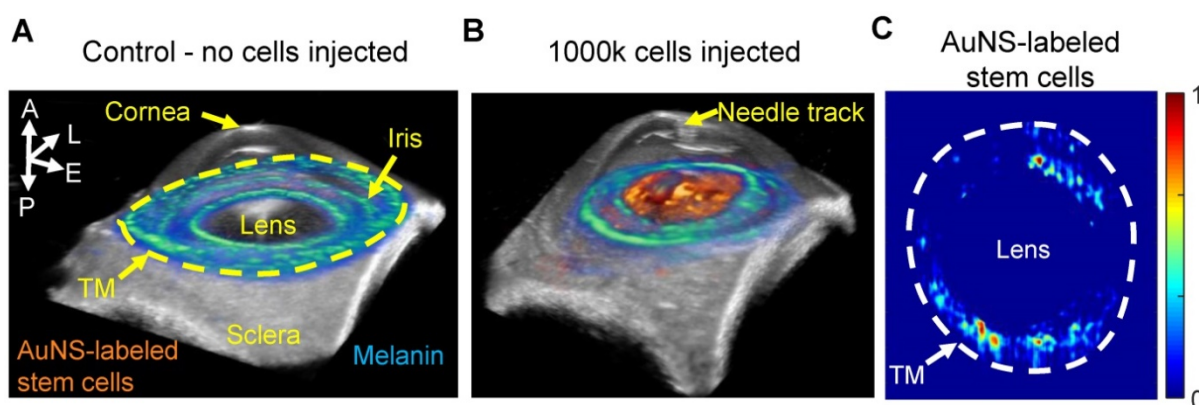 A
Control - no cells injected
A
L
E
P
Cornea
Iris
Lens
TM
Sclera
AuNS-labeled
stem cells
Melanin
B
1000k cells injected
Needle track
C
AuNS-labeled
stem cells
Lens
TM
1
0